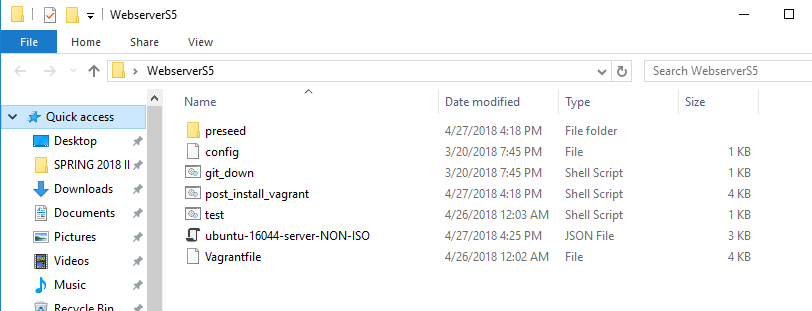 WebserverS5
File Home Share View
WebserverS5 Search WebserverS5
Name Date modified Type Size
Quick access
Desktop
SPRING 2018 II
Downloads
Documents
Pictures
Videos
Music
Recycle Bin
preseed 4/27/2018 4:18 PM File folder
config 3/20/2018 7:45 PM File 1 KB
git_down 3/20/2018 7:45 PM Shell Script 1 KB
post_install_vagrant 4/27/2018 4:18 PM Shell Script 4 KB
test 4/26/2018 12:03 AM Shell Script 1 KB
ubuntu-16044-server-NON-ISO 4/27/2018 4:25 PM JSON File 3 KB
Vagrantfile 4/26/2018 12:02 AM File 4 KB